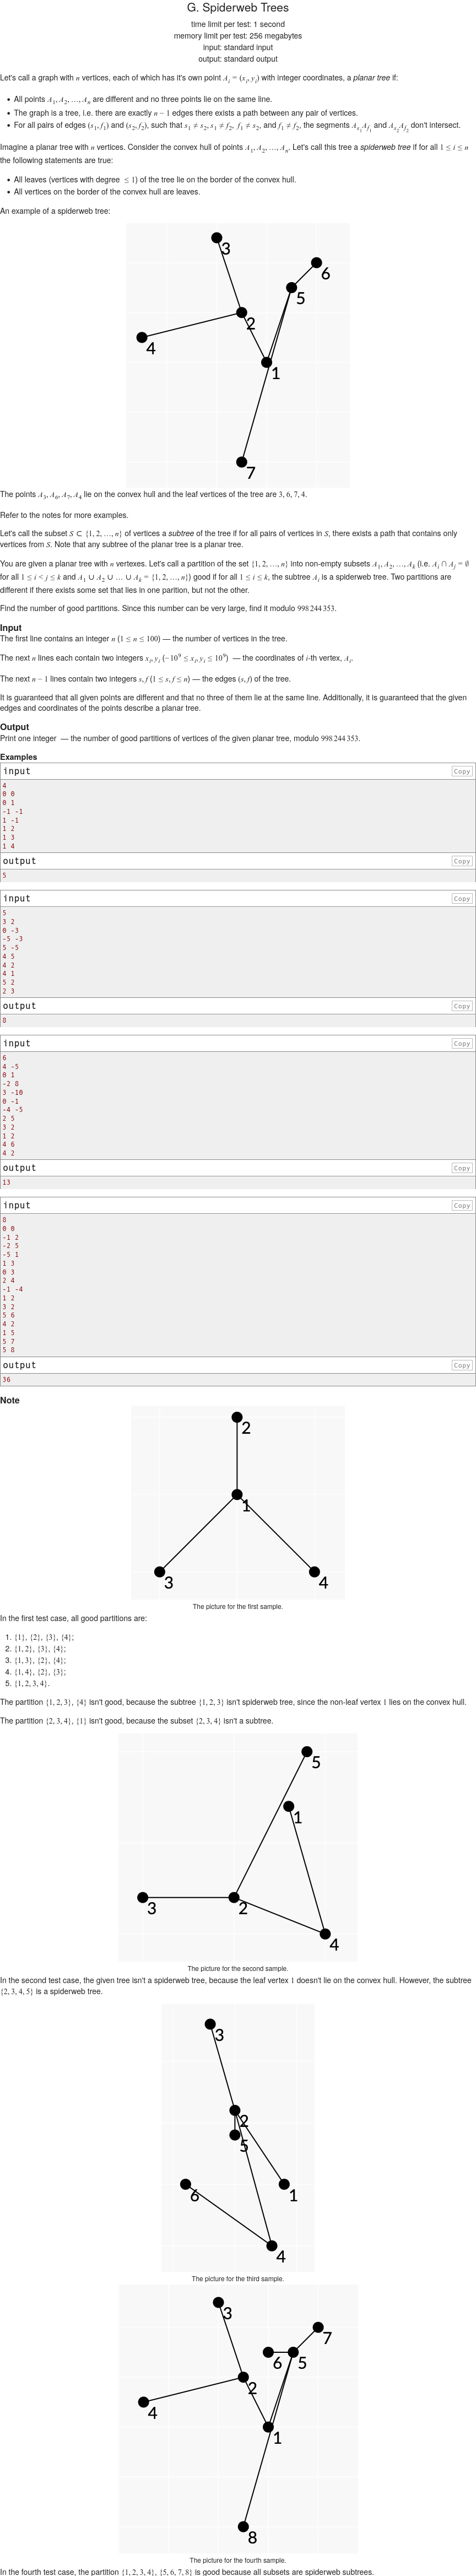 G. Spiderweb Trees
time limit per test: 1 second
memory limit per test: 256 megabytes
input: standard input
output: standard output
Let's call a graph with n vertices, each of which has it's own point A_i = (x_i, y_i) with integer coordinates, a planar tree if:
• All points A_1, A_2, …, A_n are different and no three points lie on the same line.
• The graph is a tree, i.e. there are exactly n − 1 edges there exists a path between any pair of vertices.
• For all pairs of edges (s_1, f_1) and (s_2, f_2), such that s_1 ≠ s_2, s_1 ≠ f_2, f_1 ≠ s_2, and f_1 ≠ f_2, the segments A_{s_1}A_{f_1} and A_{s_2}A_{f_2} don't intersect.
Imagine a planar tree with n vertices. Consider the convex hull of points A_1, A_2, …, A_n. Let's call this tree a spiderweb tree if for all 1 ≤ i ≤ n
the following statements are true:
• All leaves (vertices with degree ≤ 1) of the tree lie on the border of the convex hull.
• All vertices on the border of the convex hull are leaves.
An example of a spiderweb tree:
3
6
5
2
4
1
7
The points A_3, A_6, A_7, A_4 lie on the convex hull and the leaf vertices of the tree are 3, 6, 7, 4.
Refer to the notes for more examples.
Let's call the subset S ⊂ {1, 2, …, n} of vertices a subtree of the tree if for all pairs of vertices in S, there exists a path that contains only
vertices from S. Note that any subtree of the planar tree is a planar tree.
You are given a planar tree with n vertexes. Let's call a partition of the set {1, 2, …, n} into non-empty subsets A_1, A_2, …, A_k (i.e. A_i ∩ A_j = ∅
for all 1 ≤ i < j ≤ k and A_1 ∪ A_2 ∪ … ∪ A_k = {1, 2, …, n}) good if for all 1 ≤ i ≤ k, the subtree A_i is a spiderweb tree. Two partitions are
different if there exists some set that lies in one parition, but not the other.
Find the number of good partitions. Since this number can be very large, find it modulo 998 244 353.
Input
The first line contains an integer n (1 ≤ n ≤ 100) — the number of vertices in the tree.
The next n lines each contain two integers x_i, y_i (−10^9 ≤ x_i, y_i ≤ 10^9) — the coordinates of i-th vertex, A_i.
The next n − 1 lines contain two integers s, f (1 ≤ s, f ≤ n) — the edges (s, f) of the tree.
It is guaranteed that all given points are different and that no three of them lie at the same line. Additionally, it is guaranteed that the given
edges and coordinates of the points describe a planar tree.
Output
Print one integer — the number of good partitions of vertices of the given planar tree, modulo 998 244 353.
Examples
input
Copy
4
0 0
0 1
-1 -1
1 -1
1 2
1 3
1 4
output
Copy
5
input
Copy
5
3 2
0 -3
-5 -3
5 -5
4 5
4 2
4 1
5 2
2 3
output
Copy
8
input
Copy
6
4 -5
0 1
-2 8
3 -10
0 -1
-4 -5
2 5
3 2
1 2
4 6
4 2
output
Copy
13
input
Copy
8
0 0
-1 2
-2 5
-5 1
1 3
0 3
2 4
-1 -4
1 2
3 2
5 6
4 2
1 5
5 7
5 8
output
Copy
36
Note
2
1
3
4
The picture for the first sample.
In the first test case, all good partitions are:
1. {1}, {2}, {3}, {4};
2. {1, 2}, {3}, {4};
3. {1, 3}, {2}, {4};
4. {1, 4}, {2}, {3};
5. {1, 2, 3, 4}.
The partition {1, 2, 3}, {4} isn't good, because the subtree {1, 2, 3} isn't spiderweb tree, since the non-leaf vertex 1 lies on the convex hull.
The partition {2, 3, 4}, {1} isn't good, because the subset {2, 3, 4} isn't a subtree.
5
1
3
2
4
The picture for the second sample.
In the second test case, the given tree isn't a spiderweb tree, because the leaf vertex 1 doesn't lie on the convex hull. However, the subtree
{2, 3, 4, 5} is a spiderweb tree.
3
2
5
6
1
4
The picture for the third sample.
3
7
6
5
2
4
1
8
The picture for the fourth sample.
In the fourth test case, the partition {1, 2, 3, 4}, {5, 6, 7, 8} is good because all subsets are spiderweb subtrees.